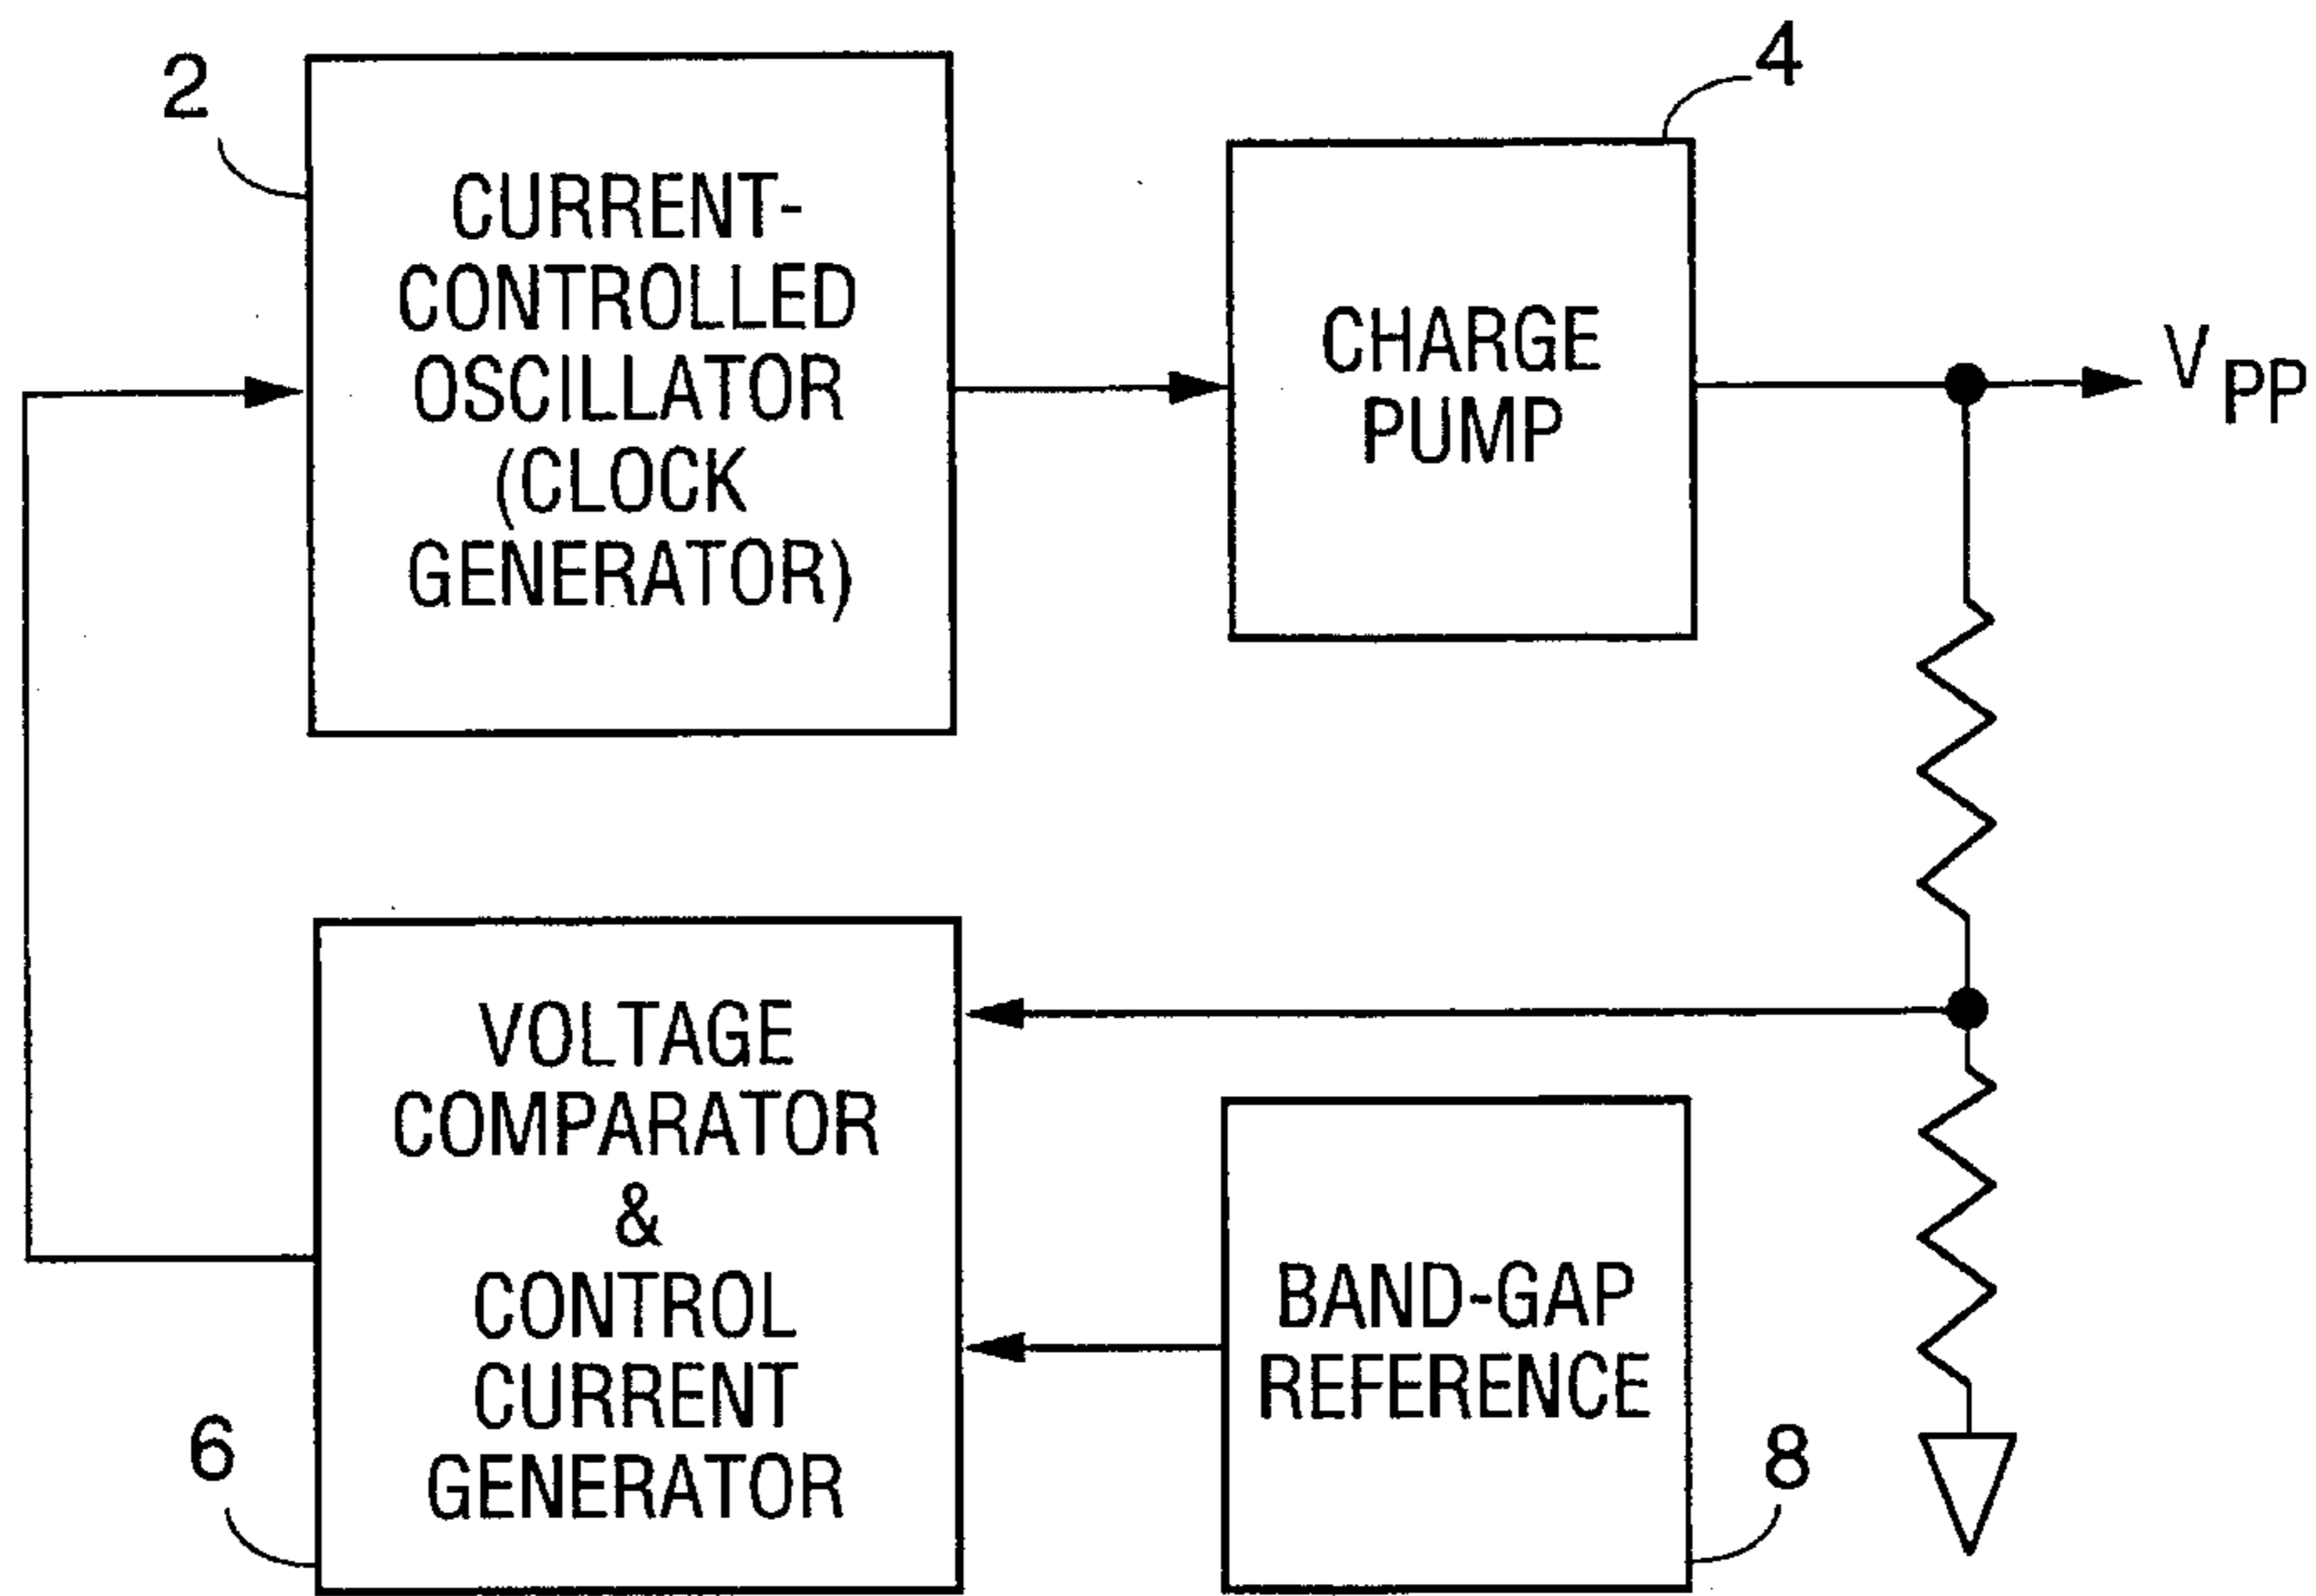 2
CURRENT-
CONTROLLED
OSCILLATOR
(CLOCK
GENERATOR)
4
CHARGE
PUMP
VPP
VOLTAGE
COMPARATOR
&
CONTROL
CURRENT
GENERATOR
6
BAND-GAP
REFERENCE
8